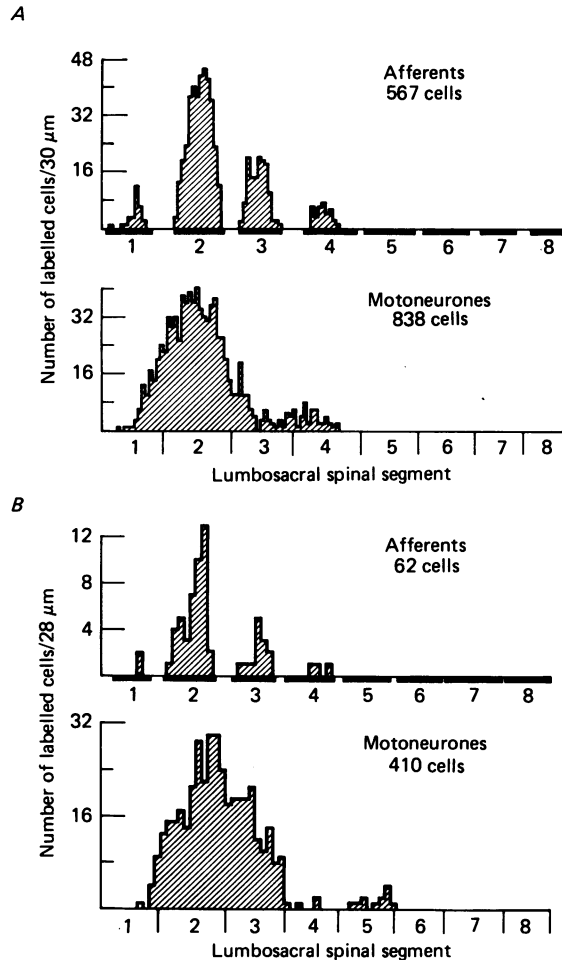 A
Number of labelled cells/30 µm
48
32
16
Afferents
567 cells
1 2 3 4 5 6 7 8
32
16
Motoneurones
838 cells
1 2 3 4 5 6 7 8
Lumbosacral spinal segment
B
Number of labelled cells/28 µm
12
8
4
Afferents
62 cells
1 2 3 4 5 6 7 8
32
16
Motoneurones
410 cells
1 2 3 4 5 6 7 8
Lumbosacral spinal segment